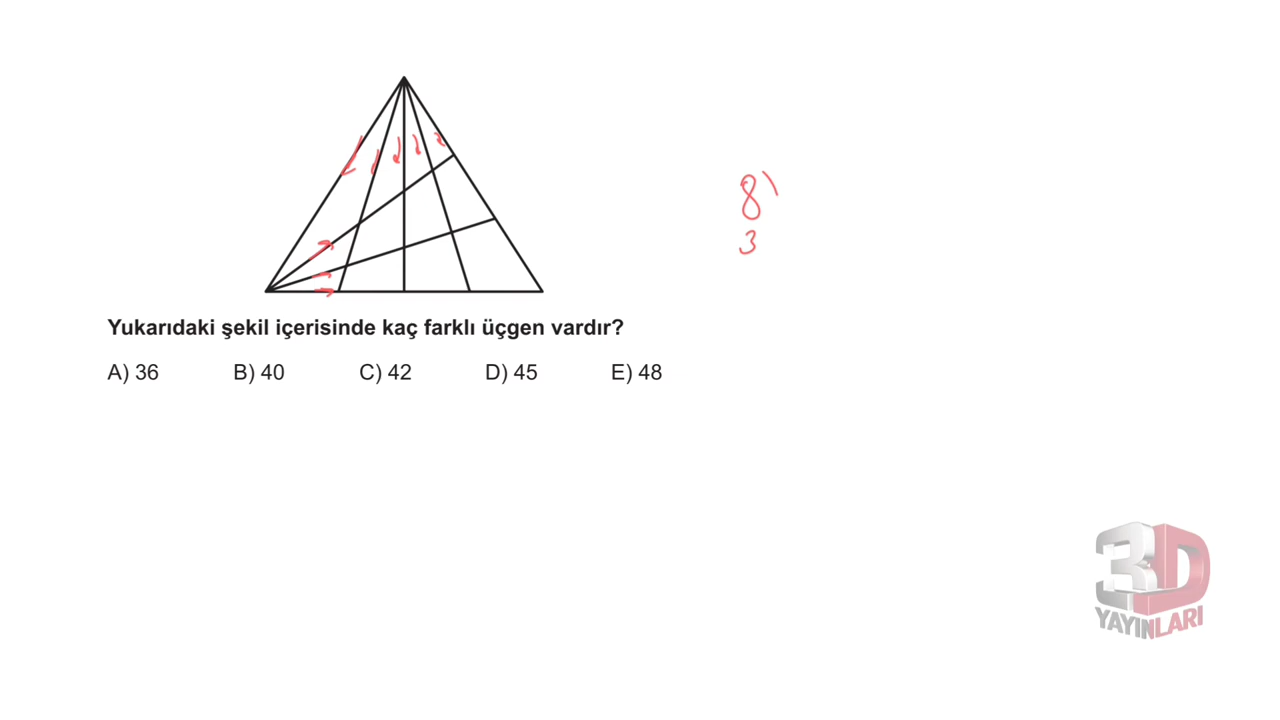 8
3
Yukarıdaki şekil içerisinde kaç farklı üçgen vardır?
A) 36 B) 40 C) 42 D) 45 E) 48
3D
YAYINLARI